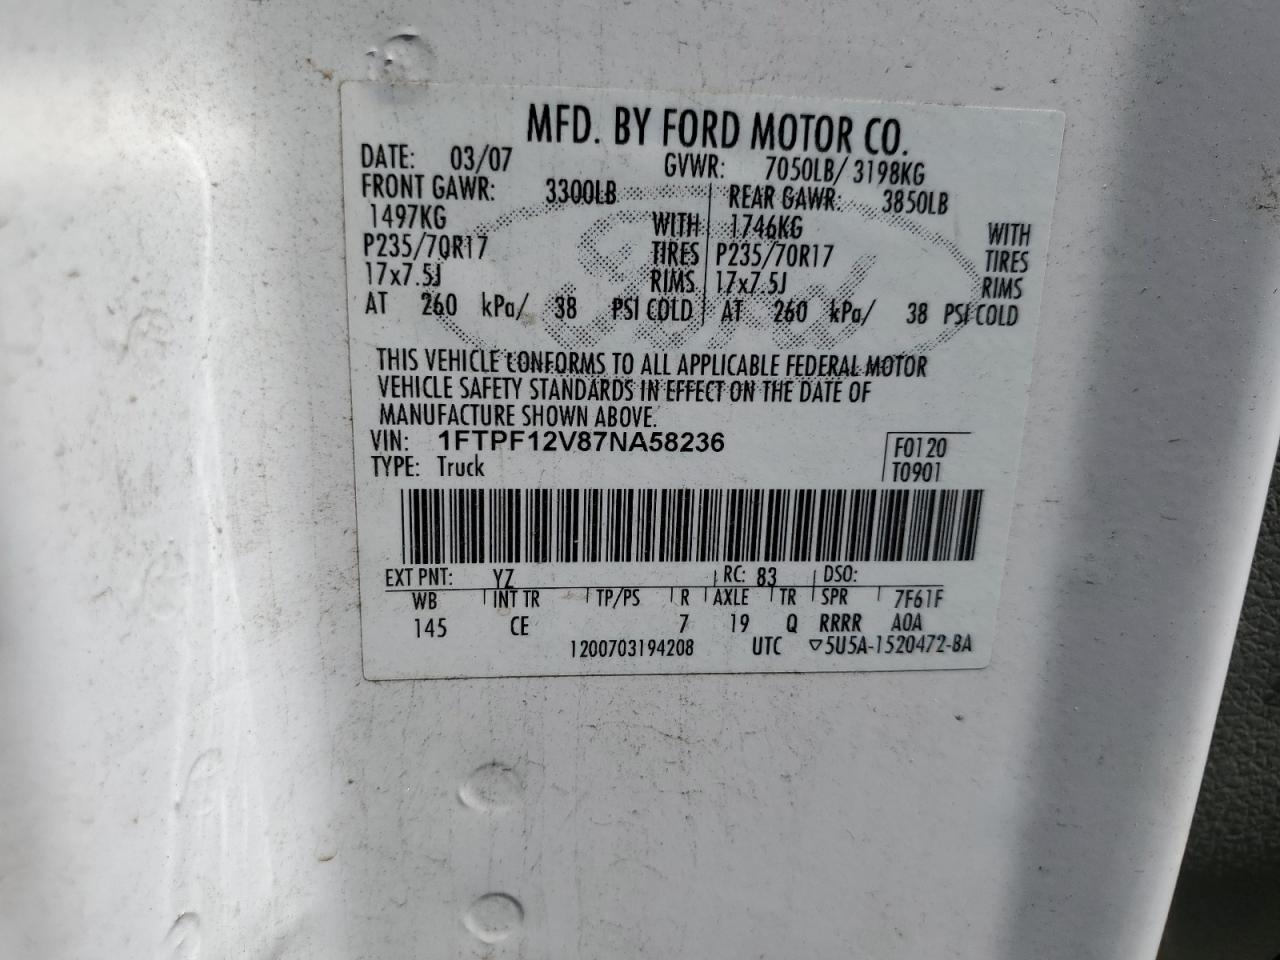 MFD. BY FORD MOTOR CO.
DATE: 03/07 GVWR: 7050LB/ 3198KG
FRONT GAWR: 3300LB REAR GAWR: 3850LB
1497KG WITH 1746KG WITH
P235/70R17 TIRES P235/70R17 TIRES
17x7.5J RIMS 17x7.5J RIMS
AT 260 kPa/ 38 PSI COLD AT 260 kPa/ 38 PSI COLD
THIS VEHICLE CONFORMS TO ALL APPLICABLE FEDERAL MOTOR
VEHICLE SAFETY STANDARDS IN EFFECT ON THE DATE OF
MANUFACTURE SHOWN ABOVE.
VIN: 1FTPF12V87NA58236 F0120
TYPE: Truck T0901
EXT PNT: YZ RC: 83 DSO:
WB INT TR TP/PS R AXLE TR SPR 7F61F
145 CE 7 19 Q RRRR A0A
1200703194208 UTC ▽5U5A-1520472-BA